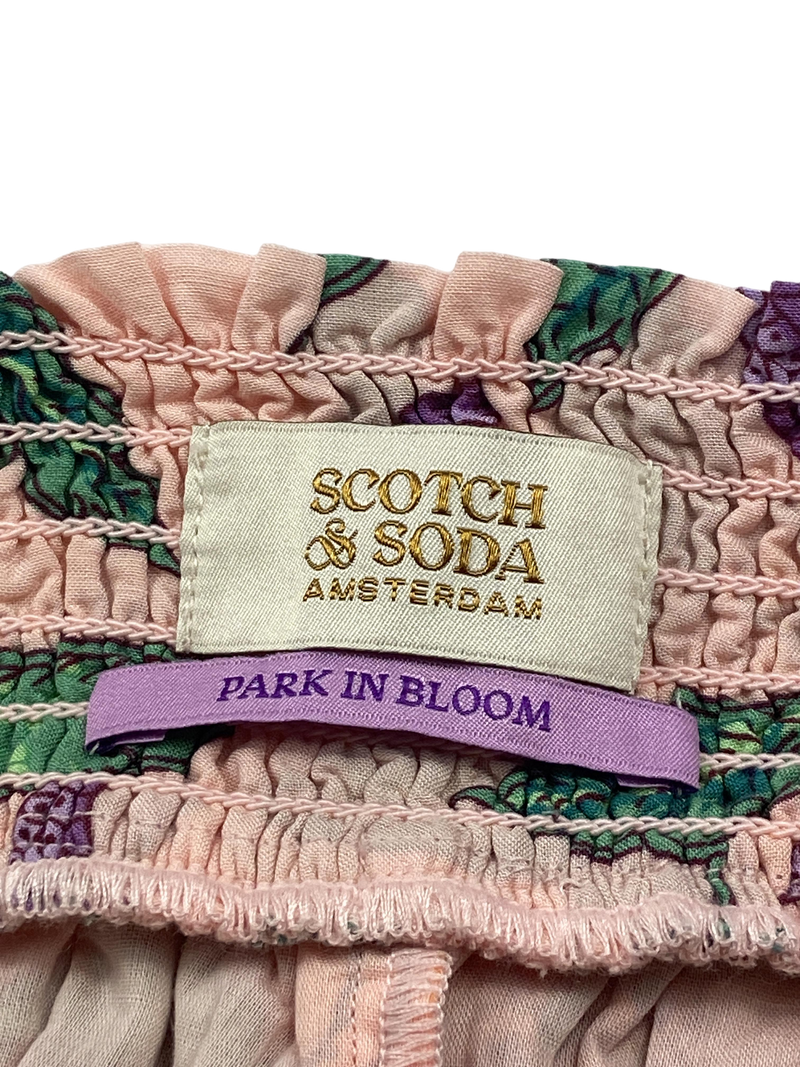 SCOTCH
& SODA
AMSTERDAM
PARK IN BLOOM